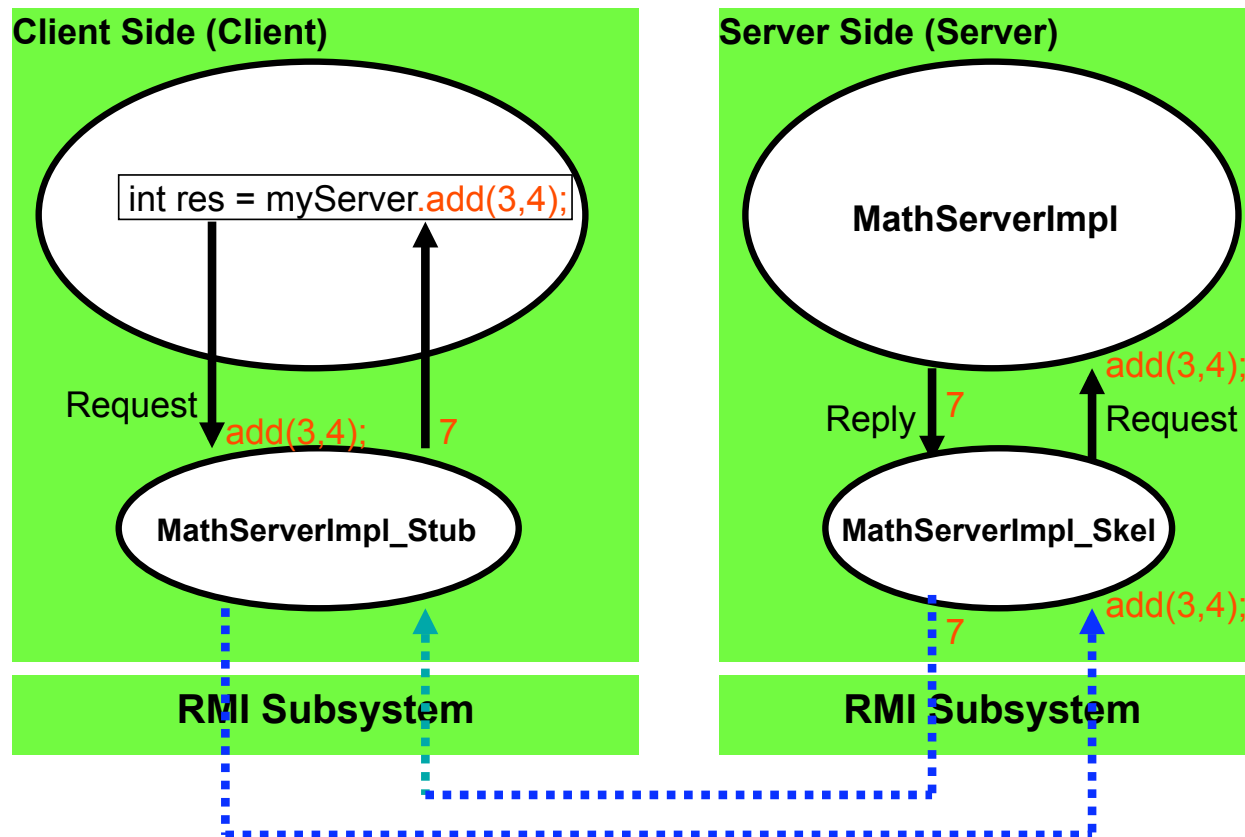 Client Side (Client)
int res = myServer.add(3,4);
Request
add(3,4);
7
MathServerImpl_Stub
RMI Subsystem
Server Side (Server)
MathServerImpl
add(3,4);
7
Reply
Request
MathServerImpl_Skel
add(3,4);
7
RMI Subsystem